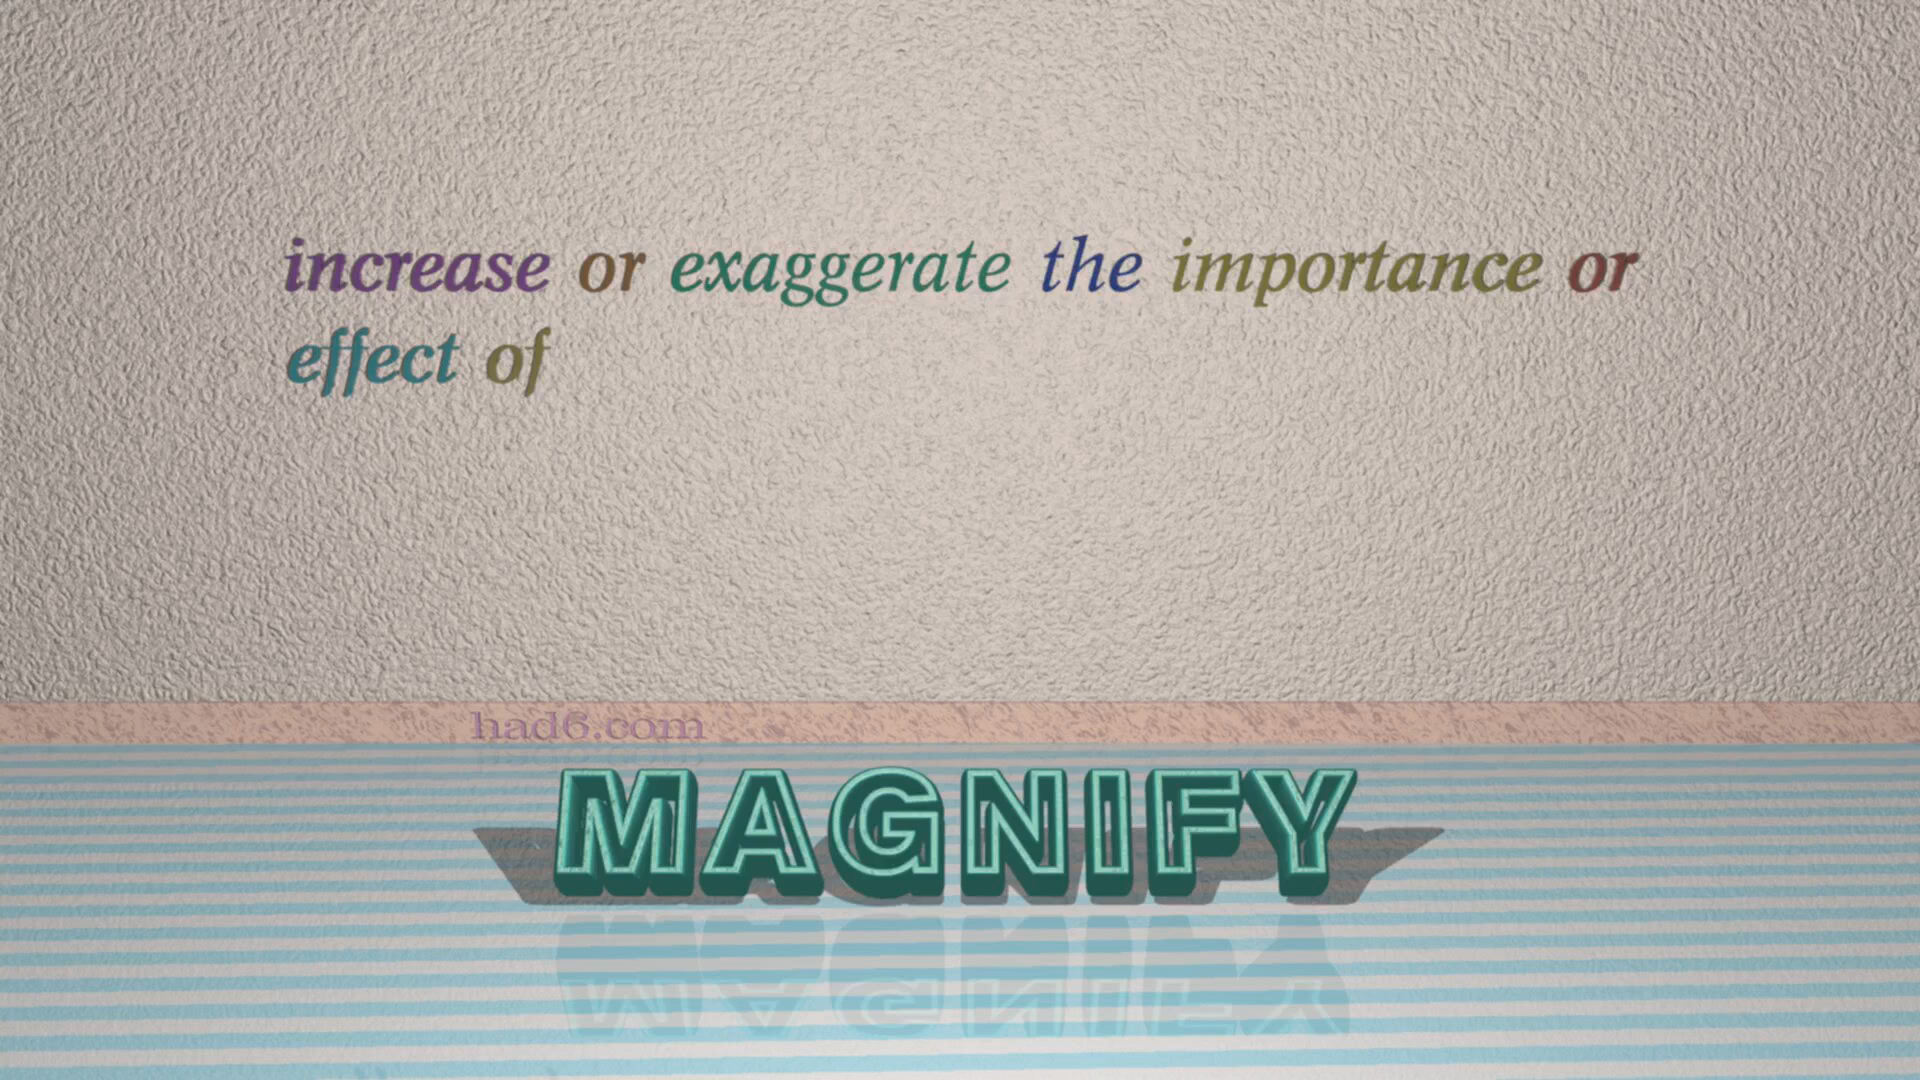 increase or exaggerate the importance or
effect of
had6.com
MAGNIFY